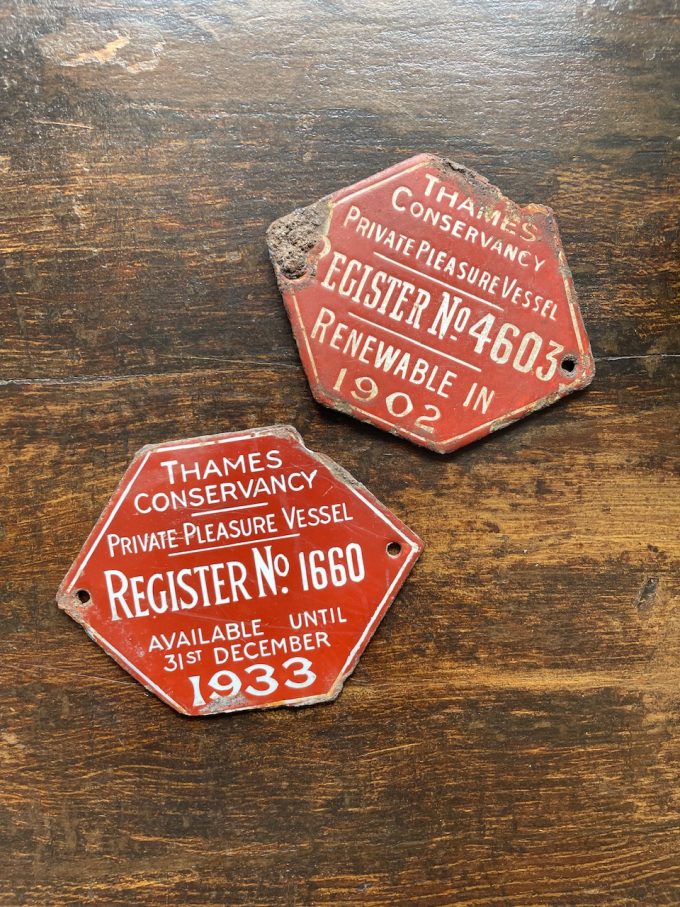 THAMES
CONSERVANCY
PRIVATE PLEASURE VESSEL
EGISTER No 4603
RENEWABLE IN
1902
THAMES
CONSERVANCY
PRIVATE PLEASURE VESSEL
REGISTER No. 1660
AVAILABLE UNTIL
31ST DECEMBER
1933